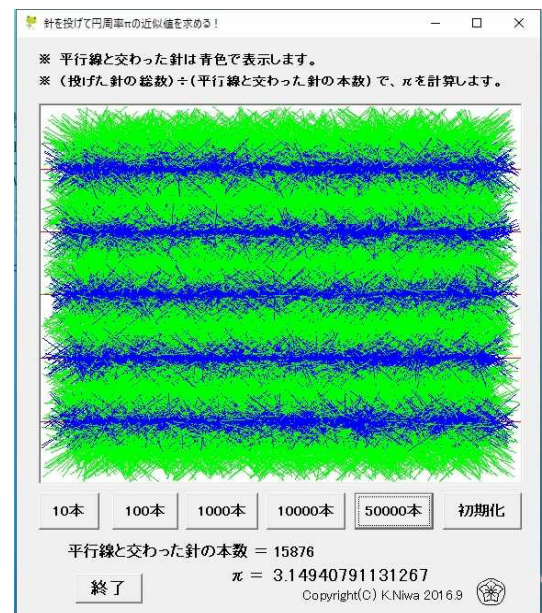 針を投げて円周率πの近似値を求める！
※ 平行線と交わった針は青色で表示します。
※ （投げた針の総数）÷（平行線と交わった針の本数）で、πを計算します。
10本 100本 1000本 10000本 50000本 初期化
平行線と交わった針の本数 ＝ 15876
π ＝ 3.14940791131267
終了
Copyright(C) K.Niwa 2016.9